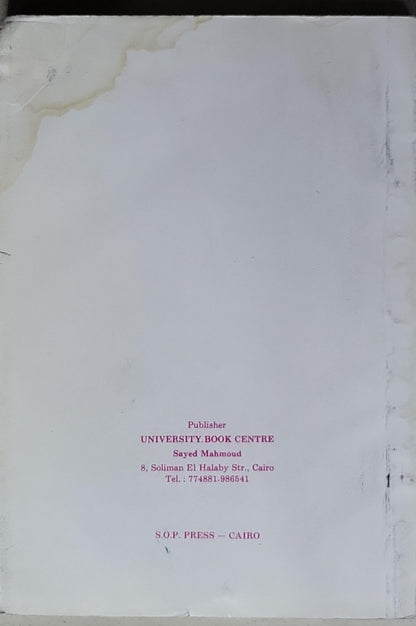 Publisher
UNIVERSITY.BOOK CENTRE
Sayed Mahmoud
8, Soliman El Halaby Str., Cairo
Tel. : 774881-986541
S.O.P. PRESS — CAIRO